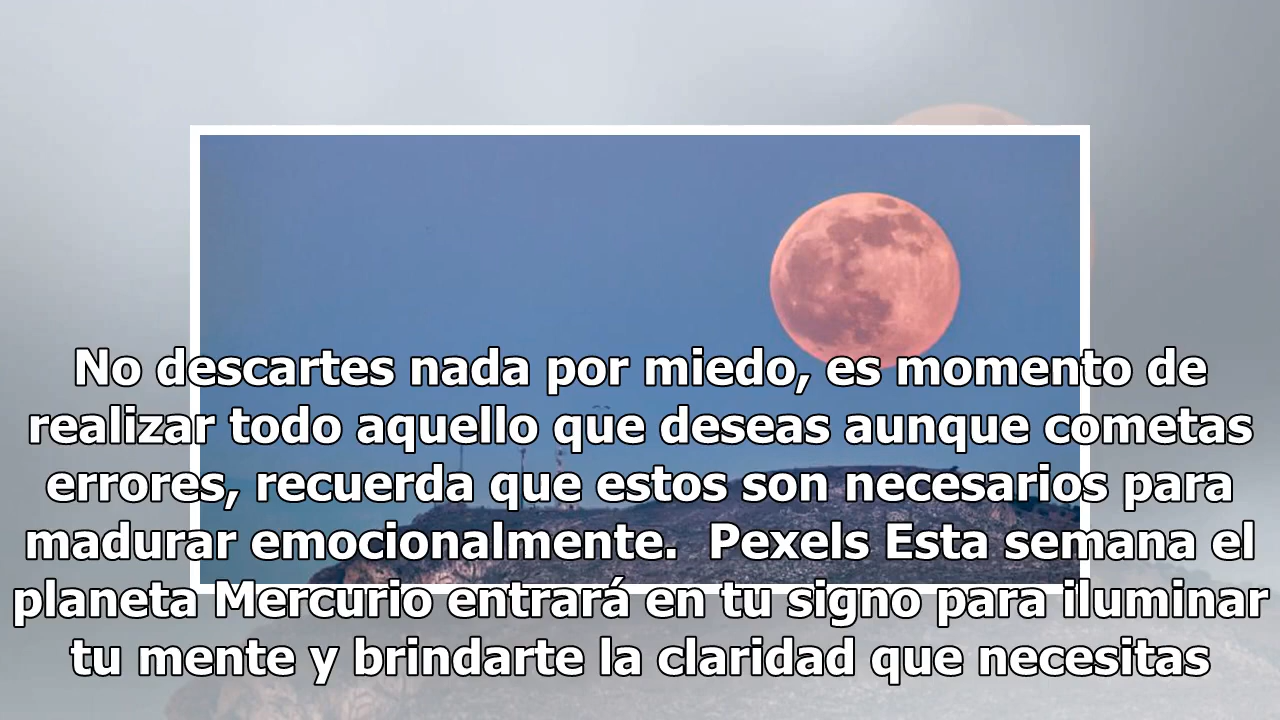 No descartes nada por miedo, es momento de
realizar todo aquello que deseas aunque cometas
errores, recuerda que estos son necesarios para
madurar emocionalmente.  Pexels Esta semana el
planeta Mercurio entrará en tu signo para iluminar
tu mente y brindarte la claridad que necesitas